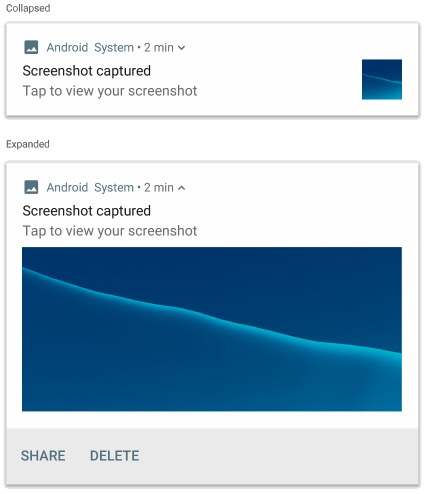 Collapsed
Android System • 2 min
Screenshot captured
Tap to view your screenshot
Expanded
Android System • 2 min
Screenshot captured
Tap to view your screenshot
SHARE DELETE